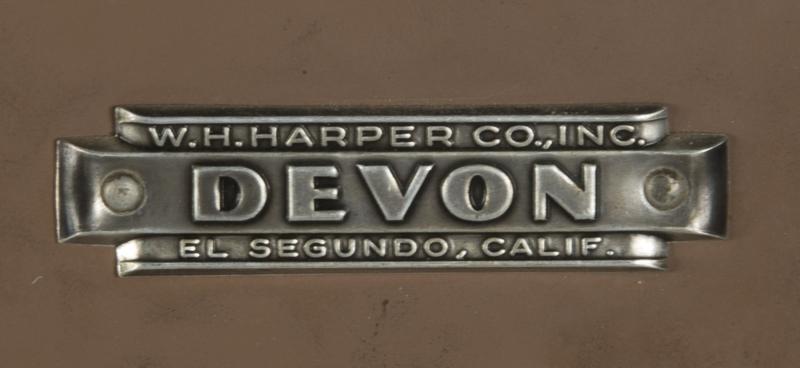 W.H. HARPER CO., INC.
DEVON
EL SEGUNDO, CALIF.